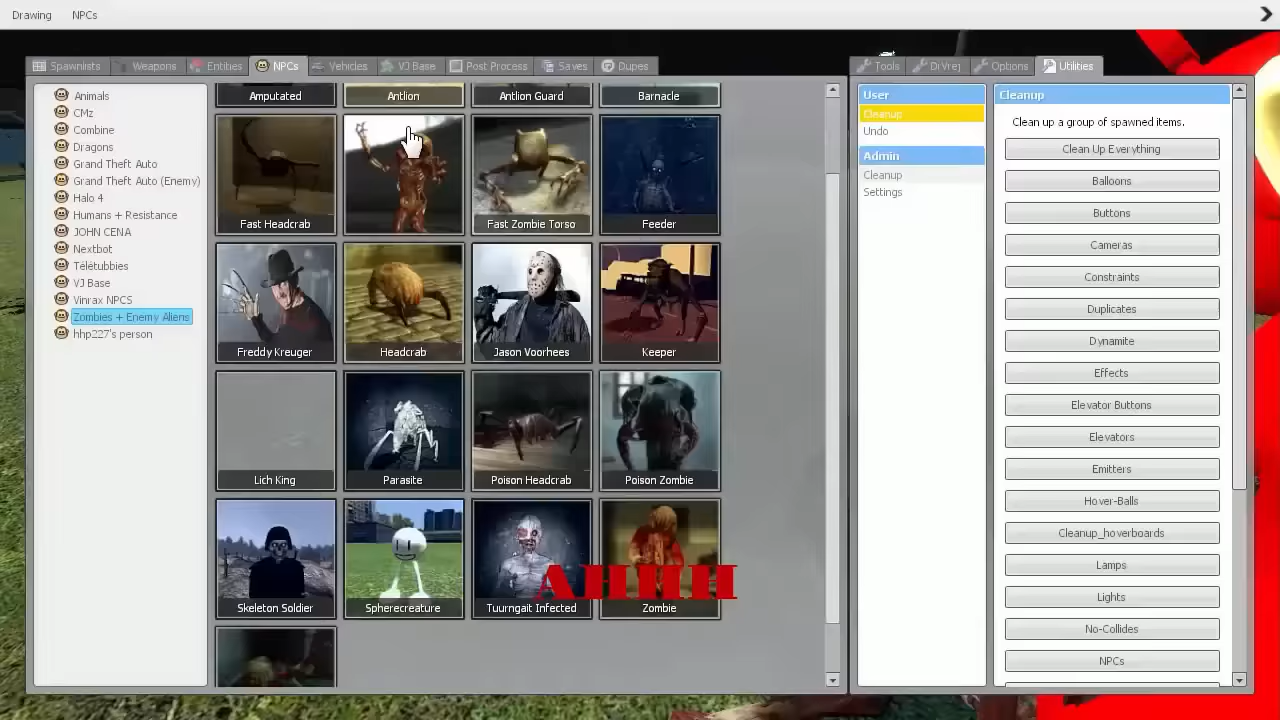 Drawing NPCs
Spawnlists Weapons Entities NPCs Vehicles VJ Base Post Process Saves Dupes
Tools DrVrej Options Utilities
Animals
CMz
Combine
Dragons
Grand Theft Auto
Grand Theft Auto (Enemy)
Halo 4
Humans + Resistance
JOHN CENA
Nextbot
Télétubbies
VJ Base
Vinrax NPCS
Zombies + Enemy Aliens
hhp227's person
Amputated Antlion Antlion Guard Barnacle
Fast Headcrab Fast Zombie Torso Feeder
Freddy Kreuger Headcrab Jason Voorhees Keeper
Lich King Parasite Poison Headcrab Poison Zombie
Skeleton Soldier Spherecreature Tuurngait Infected Zombie
AHHH
User
Cleanup
Undo
Admin
Cleanup
Settings
Cleanup
Clean up a group of spawned items.
Clean Up Everything
Balloons
Buttons
Cameras
Constraints
Duplicates
Dynamite
Effects
Elevator Buttons
Elevators
Emitters
Hover-Balls
Cleanup_hoverboards
Lamps
Lights
No-Collides
NPCs